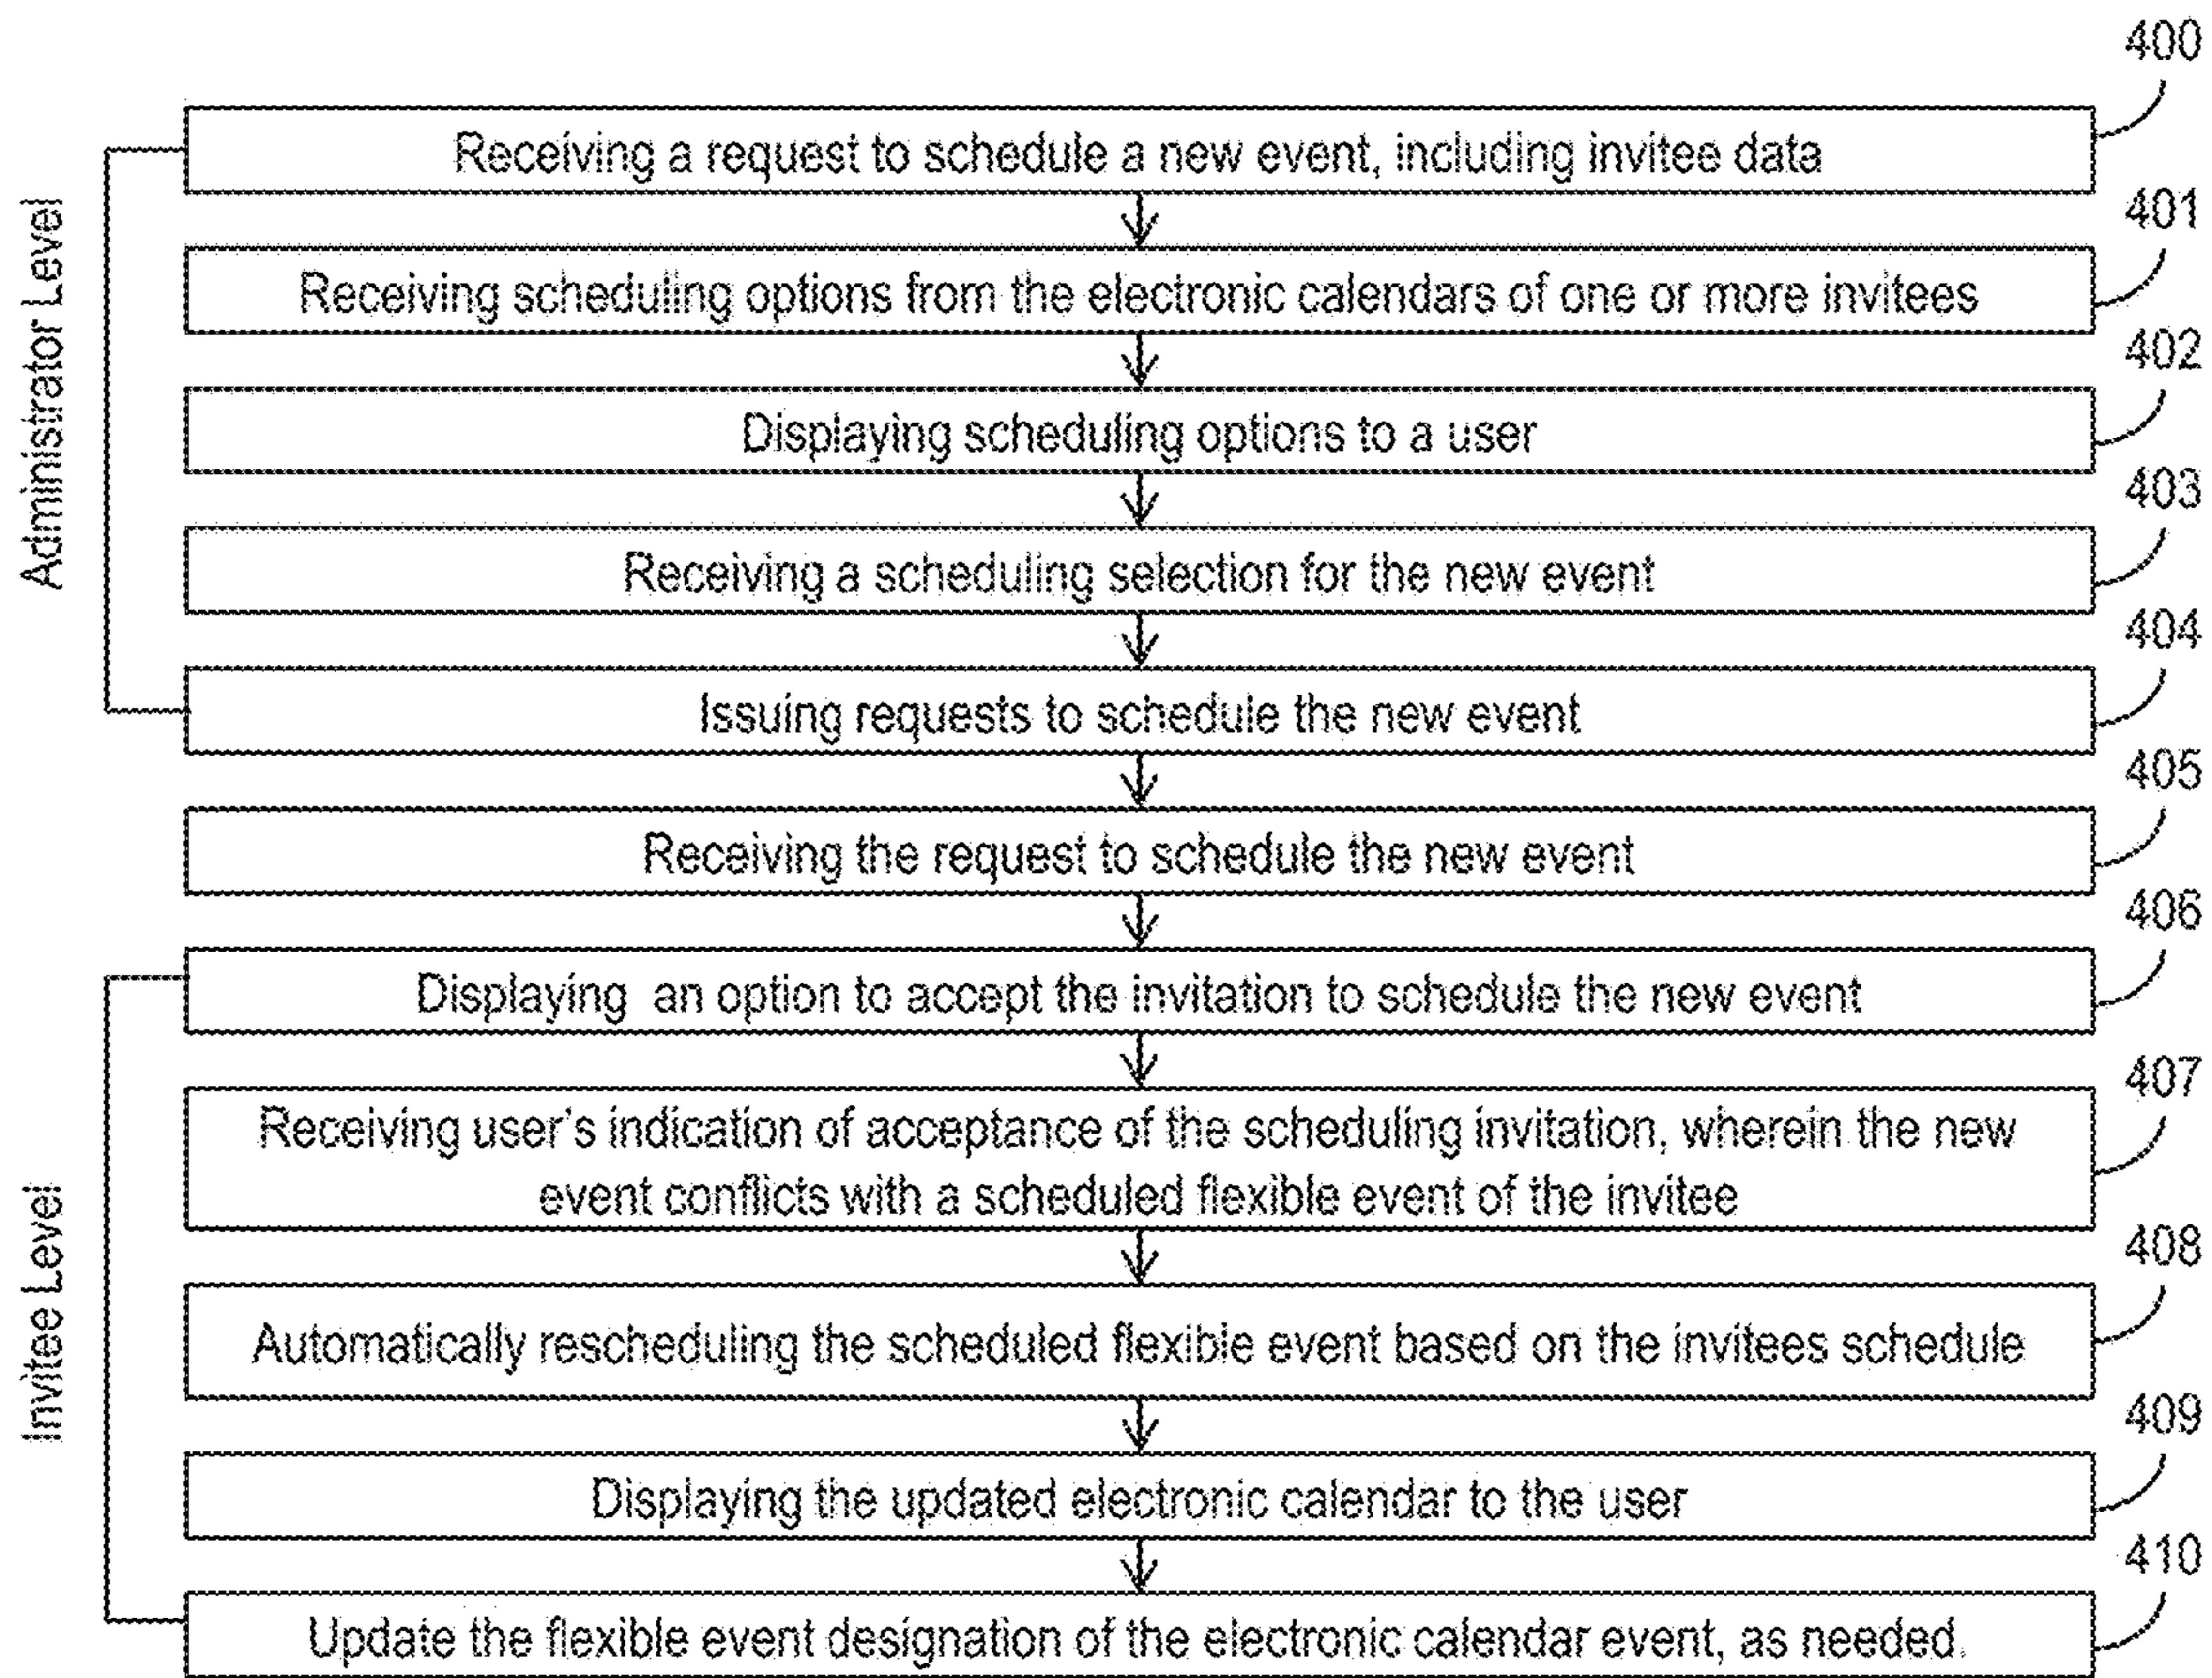 400
Receiving a request to schedule a new event, including invitee data
401
Receiving scheduling options from the electronic calendars of one or more invitees
402
Displaying scheduling options to a user
403
Receiving a scheduling selection for the new event
404
Issuing requests to schedule the new event
Administrator Level
405
Receiving the request to schedule the new event
406
Displaying an option to accept the invitation to schedule the new event
407
Receiving user's indication of acceptance of the scheduling invitation, wherein the new
event conflicts with a scheduled flexible event of the invitee
408
Automatically rescheduling the scheduled flexible event based on the invitees schedule
409
Displaying the updated electronic calendar to the user
410
Update the flexible event designation of the electronic calendar event, as needed.
Invitee Level